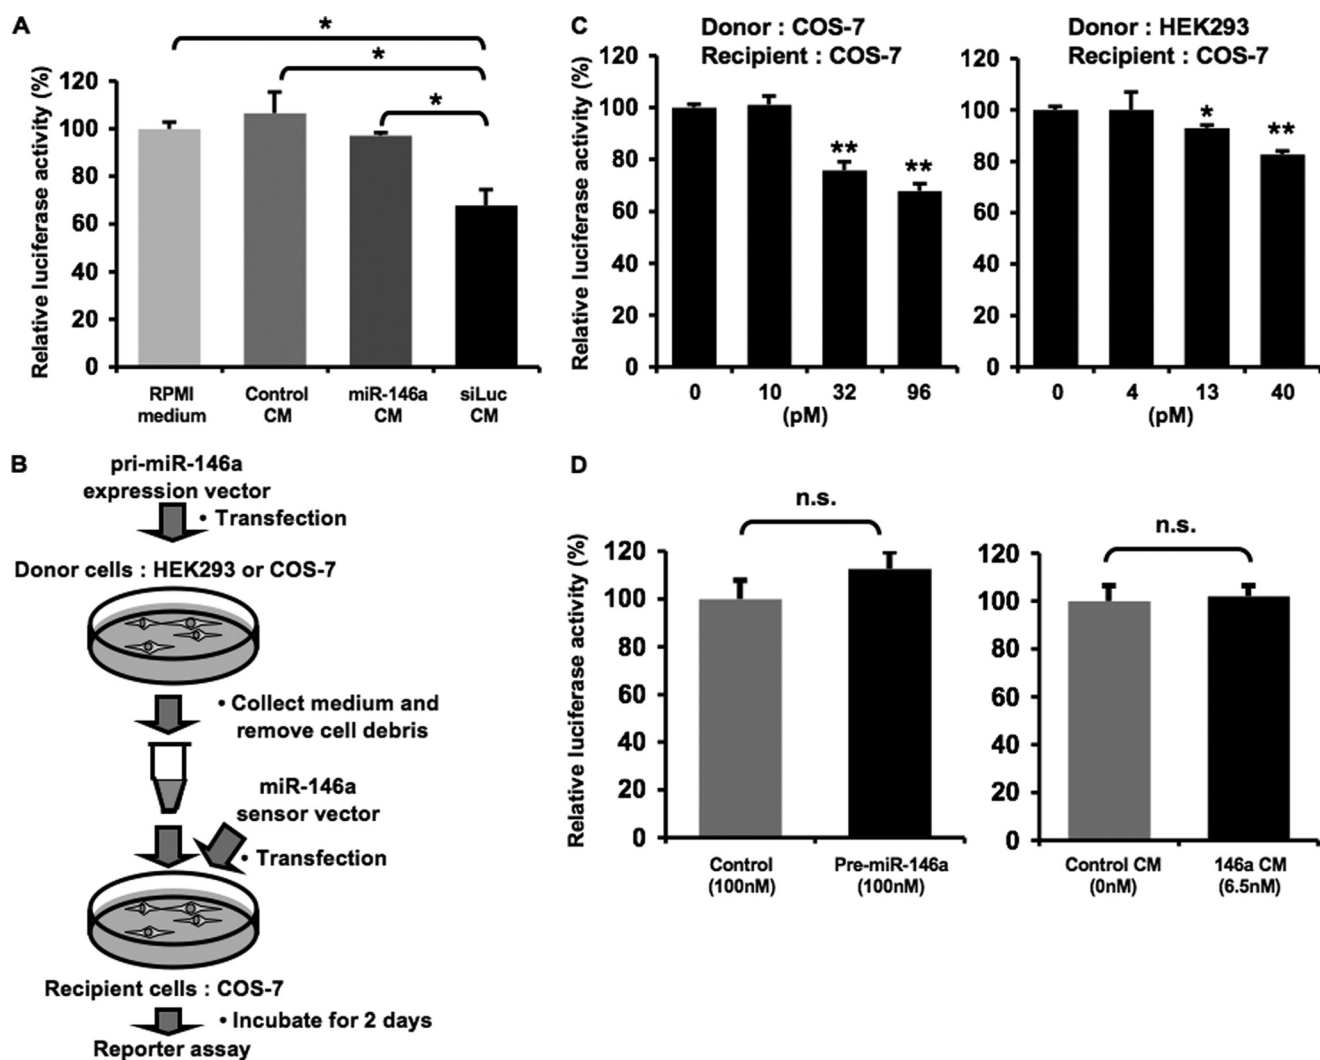 A
Relative luciferase activity (%)
120
100
80
60
40
20
0
*
*
*
RPMI
medium
Control
CM
miR-146a
CM
siLuc
CM
B
pri-miR-146a
expression vector
• Transfection
Donor cells : HEK293 or COS-7
• Collect medium and
remove cell debris
miR-146a
sensor vector
• Transfection
Recipient cells : COS-7
• Incubate for 2 days
Reporter assay
C
Donor : COS-7
Recipient : COS-7
Relative luciferase activity (%)
120
100
80
60
40
20
0
**
**
0 10 32 96
(pM)
Donor : HEK293
Recipient : COS-7
120
100
80
60
40
20
0
*
**
0 4 13 40
(pM)
D
Relative luciferase activity (%)
n.s.
120
100
80
60
40
20
0
Control
(100nM)
Pre-miR-146a
(100nM)
n.s.
120
100
80
60
40
20
0
Control CM
(0nM)
146a CM
(6.5nM)